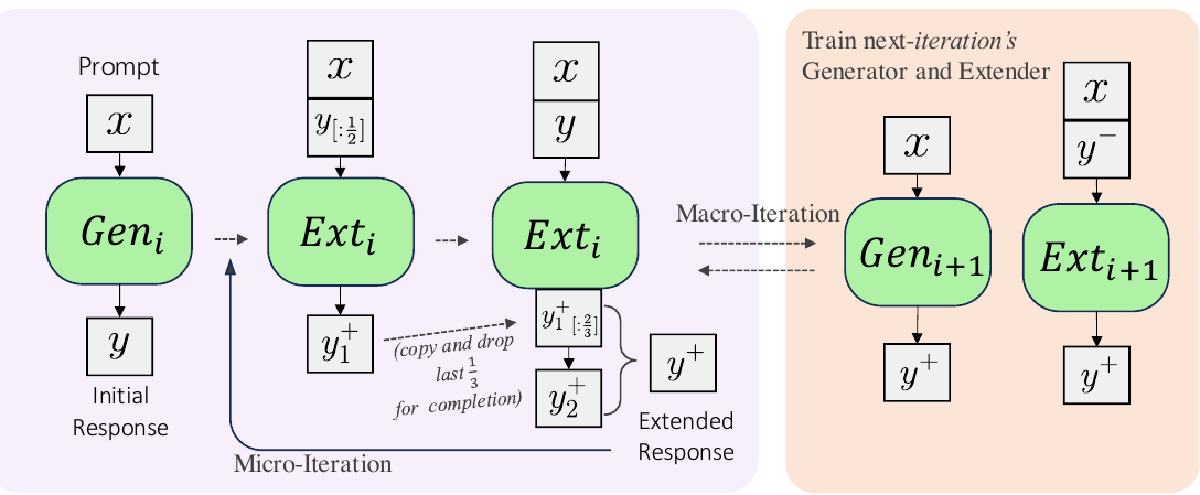 Prompt
x
Gen_i
y
Initial
Response
x
y_{[:\frac{1}{2}]}
Ext_i
y_1^+
(copy and drop
last \frac{1}{3}
for completion)
x
y
Ext_i
y_1^+{}_{[:\frac{2}{3}]}
y_2^+
y^+
Extended
Response
Micro-Iteration
Macro-Iteration
Train next-iteration's
Generator and Extender
x
Gen_{i+1}
y^+
x
y^-
Ext_{i+1}
y^+